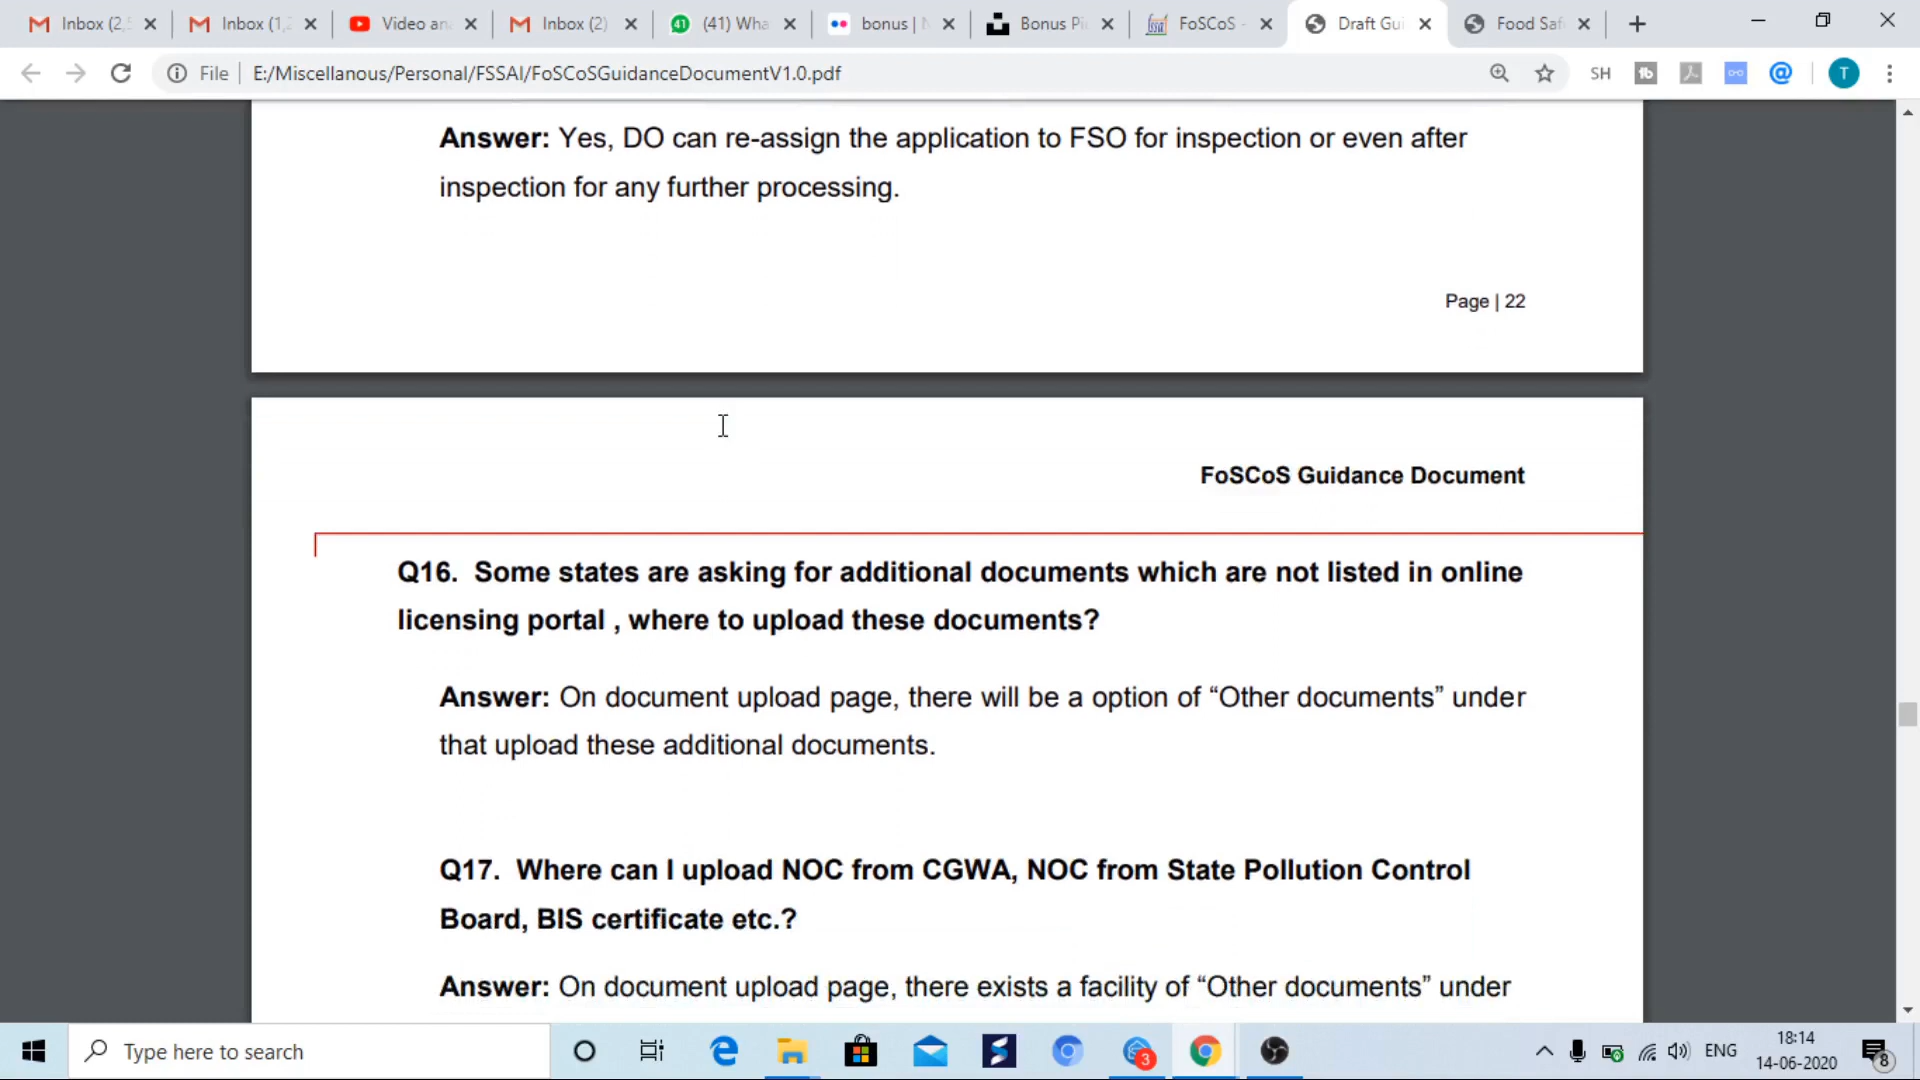 Inbox (2,
Inbox (1,
Video an
Inbox (2)
(41) Wha
bonus |
Bonus Pi
FoSCoS -
Draft Gui
Food Saf
File
E:/Miscellanous/Personal/FSSAI/FoSCoSGuidanceDocumentV1.0.pdf
SH
T
Answer: Yes, DO can re-assign the application to FSO for inspection or even after
inspection for any further processing.
Page | 22
FoSCoS Guidance Document
Q16. Some states are asking for additional documents which are not listed in online
licensing portal , where to upload these documents?
Answer: On document upload page, there will be a option of “Other documents” under
that upload these additional documents.
Q17. Where can I upload NOC from CGWA, NOC from State Pollution Control
Board, BIS certificate etc.?
Answer: On document upload page, there exists a facility of “Other documents” under
Type here to search
3
ENG
18:14
14-06-2020
8